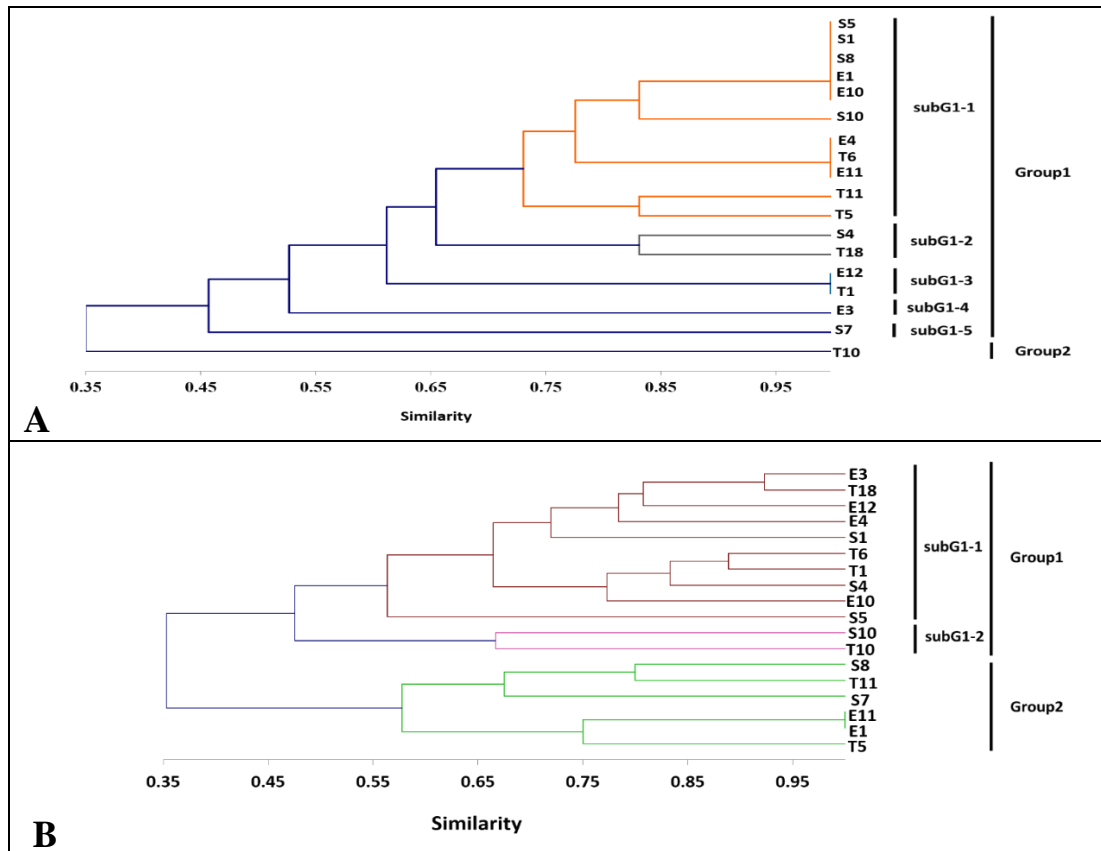 S5
S1
S8
E1
E10
S10
E4
T6
E11
T11
T5
S4
T18
E12
T1
E3
S7
T10
subG1-1
subG1-2
subG1-3
subG1-4
subG1-5
Group1
Group2
0.35 0.45 0.55 0.65 0.75 0.85 0.95
Similarity
A
E3
T18
E12
E4
S1
T6
T1
S4
E10
S5
S10
T10
S8
T11
S7
E11
E1
T5
subG1-1
subG1-2
Group1
Group2
0.35 0.45 0.55 0.65 0.75 0.85 0.95
Similarity
B